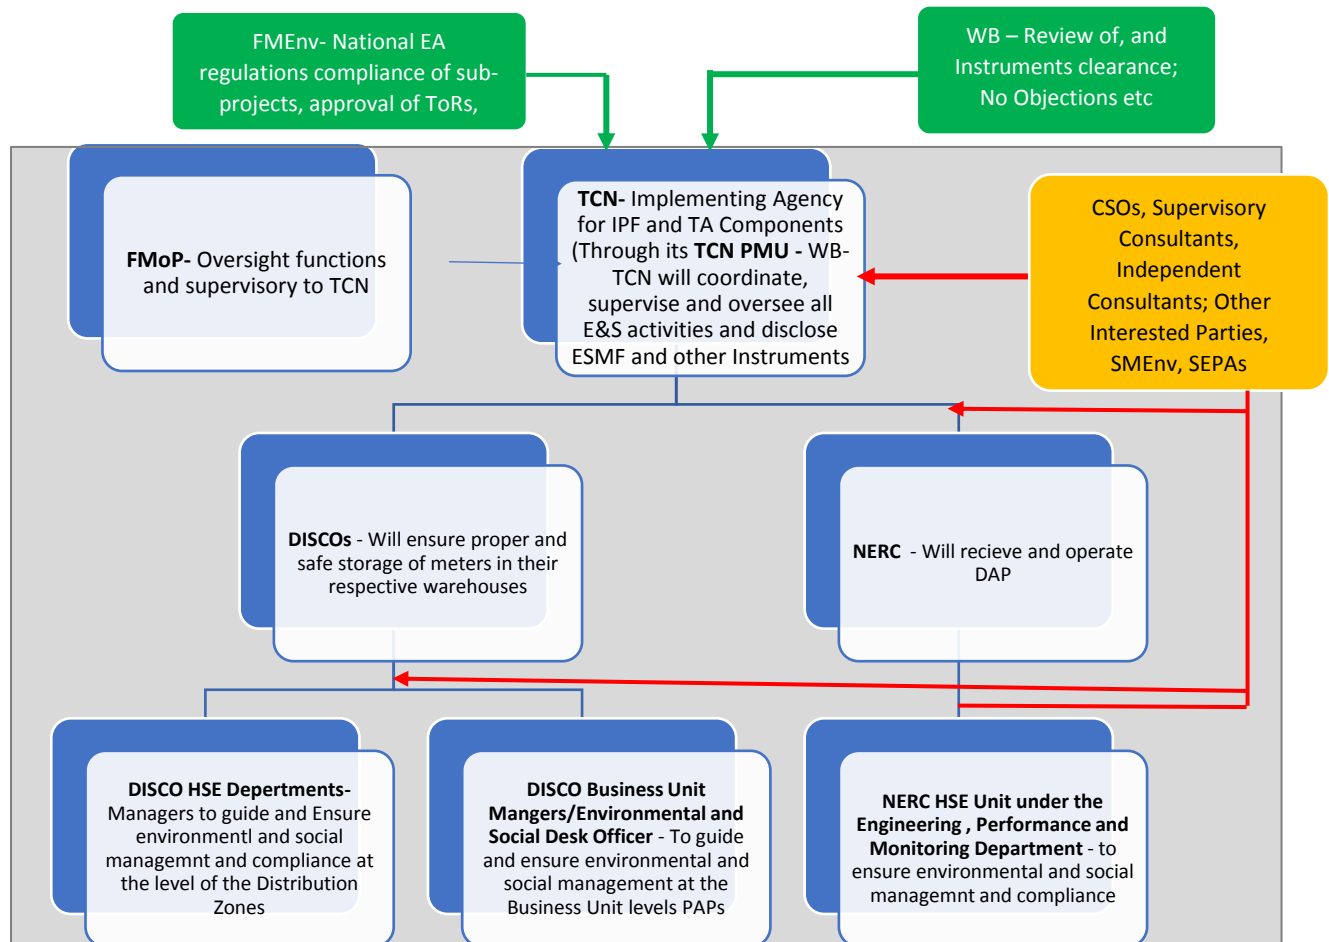 FMEnv- National EA
regulations compliance of sub-
projects, approval of ToRs,
WB – Review of, and
Instruments clearance;
No Objections etc
FMoP- Oversight functions
and supervisory to TCN
TCN- Implementing Agency
for IPF and TA Components
(Through its TCN PMU - WB-
TCN will coordinate,
supervise and oversee all
E&S activities and disclose
ESMF and other Instruments
CSOs, Supervisory
Consultants,
Independent
Consultants; Other
Interested Parties,
SMEnv, SEPAs
DISCOs - Will ensure proper and
safe storage of meters in their
respective warehouses
NERC - Will recieve and operate
DAP
DISCO HSE Depertments-
Managers to guide and Ensure
environmentl and social
managemnt and compliance at
the level of the Distribution
Zones
DISCO Business Unit
Mangers/Environmental and
Social Desk Officer - To guide
and ensure environmental and
social management at the
Business Unit levels PAPs
NERC HSE Unit under the
Engineering , Performance and
Monitoring Department - to
ensure environmental and social
managemnt and compliance